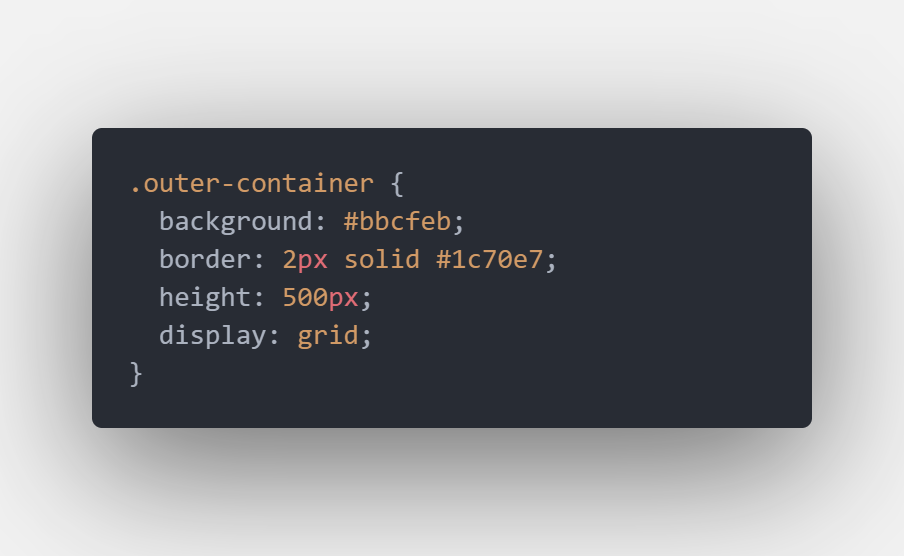 .outer-container {
  background: #bbcfeb;
  border: 2px solid #1c70e7;
  height: 500px;
  display: grid;
}